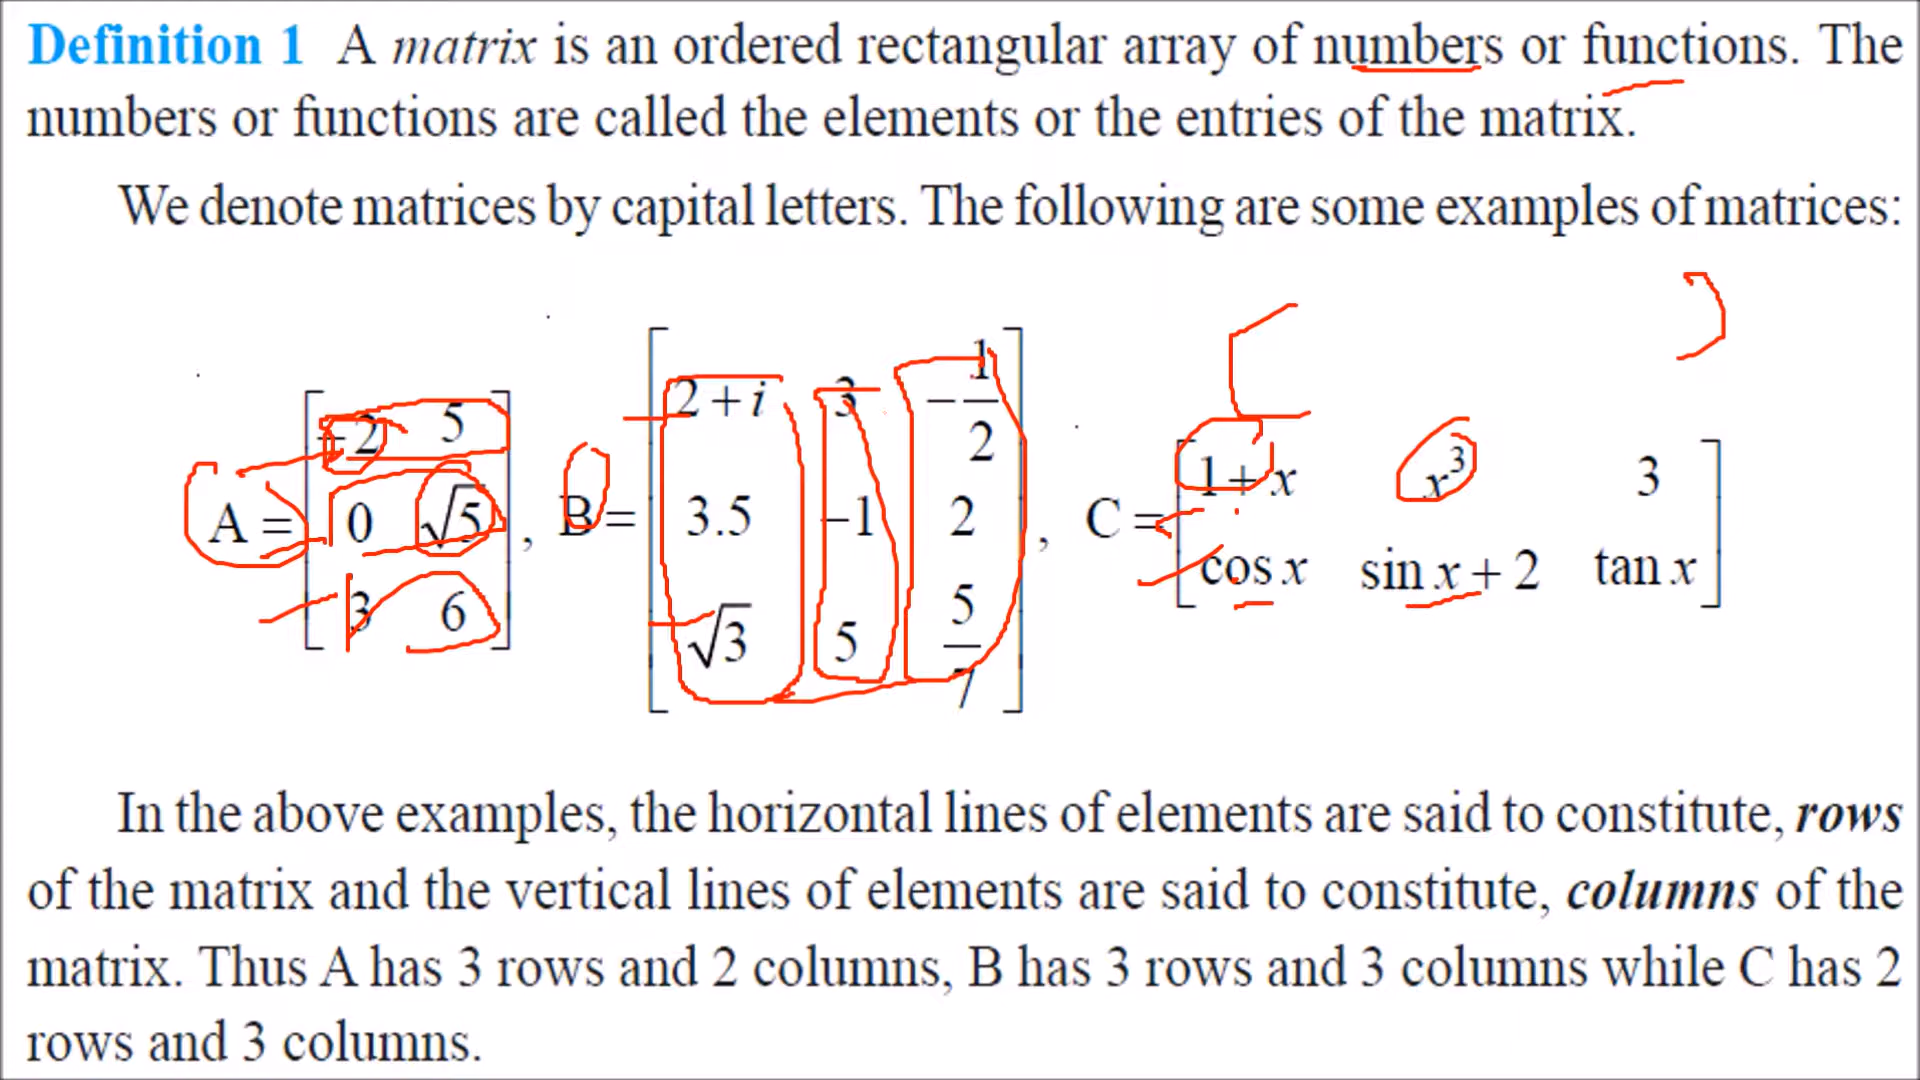 Definition 1 A matrix is an ordered rectangular array of numbers or functions. The
numbers or functions are called the elements or the entries of the matrix.
We denote matrices by capital letters. The following are some examples of matrices:
A = [ −2 5 ; 0 √5 ; 3 6 ] , B = [ 2 + i 3 −1/2 ; 3.5 −1 2 ; √3 5 5/7 ] , C = [ 1 + x x³ 3 ; cos x sin x + 2 tan x ]
In the above examples, the horizontal lines of elements are said to constitute, rows
of the matrix and the vertical lines of elements are said to constitute, columns of the
matrix. Thus A has 3 rows and 2 columns, B has 3 rows and 3 columns while C has 2
rows and 3 columns.